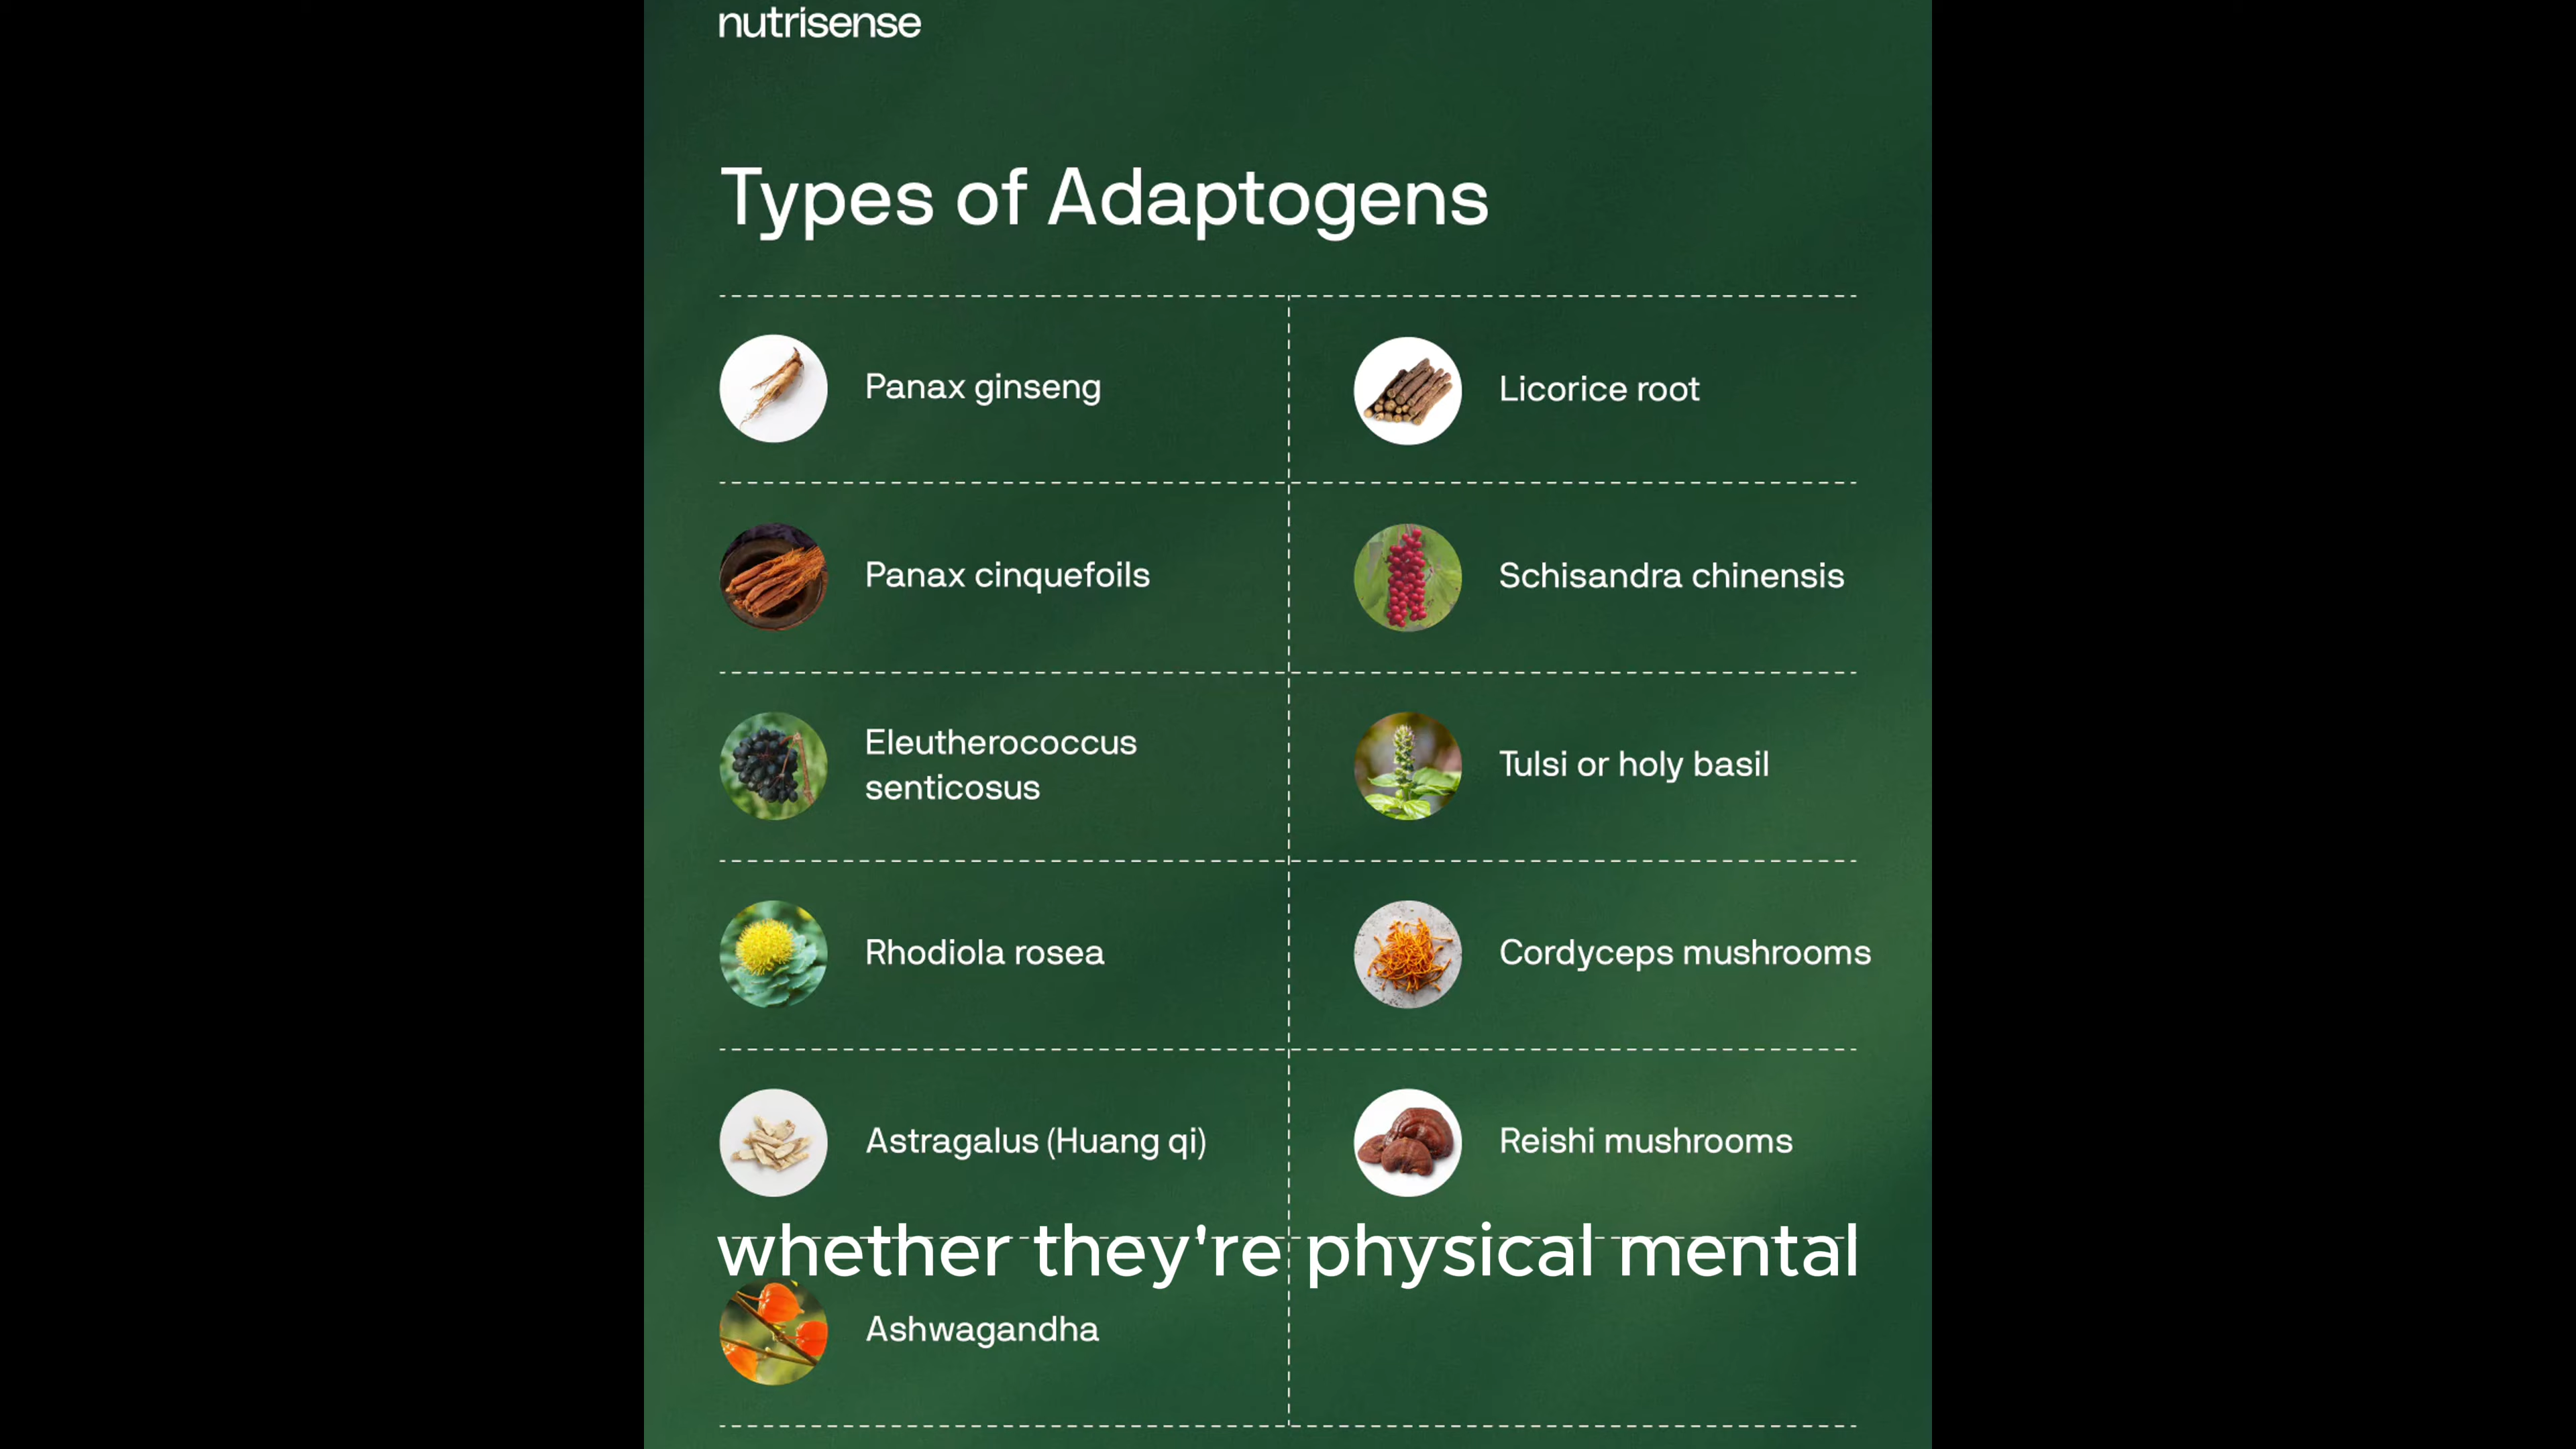 nutrisense
Types of Adaptogens
Panax ginseng
Licorice root
Panax cinquefoils
Schisandra chinensis
Eleutherococcus
senticosus
Tulsi or holy basil
Rhodiola rosea
Cordyceps mushrooms
Astragalus (Huang qi)
Reishi mushrooms
whether they're physical mental
Ashwagandha